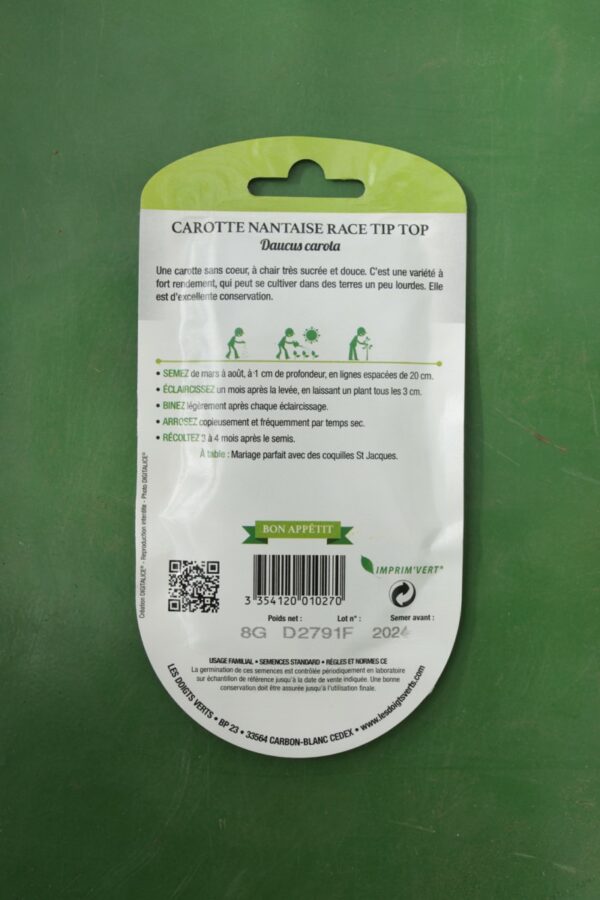 CAROTTE NANTAISE RACE TIP TOP
Daucus carota
Une carotte sans coeur, à chair très sucrée et douce. C'est une variété à
fort rendement, qui peut se cultiver dans des terres un peu lourdes. Elle
est d'excellente conservation.
• SEMEZ de mars à août, à 1 cm de profondeur, en lignes espacées de 20 cm.
• ÉCLAIRCISSEZ un mois après la levée, en laissant un plant tous les 3 cm.
• BINEZ légèrement après chaque éclaircissage.
• ARROSEZ copieusement et fréquemment par temps sec.
• RÉCOLTEZ 3 à 4 mois après le semis.
À table : Mariage parfait avec des coquilles St Jacques.
Création DIGITALICE® - Reproduction interdite - Photo DIGITALICE®
BON APPÉTIT
IMPRIM'VERT®
3 354120 010270
Poids net : Lot n° : Semer avant :
8G D2791F 2024
USAGE FAMILIAL • SEMENCES STANDARD • RÈGLES ET NORMES CE
La germination de ces semences est contrôlée périodiquement en laboratoire
sur échantillon de référence jusqu'à la date de vente indiquée. Une bonne
conservation doit être assurée jusqu'à l'utilisation finale.
LES DOIGTS VERTS • BP 23 • 33564 CARBON-BLANC CEDEX • www.lesdoigtsverts.com